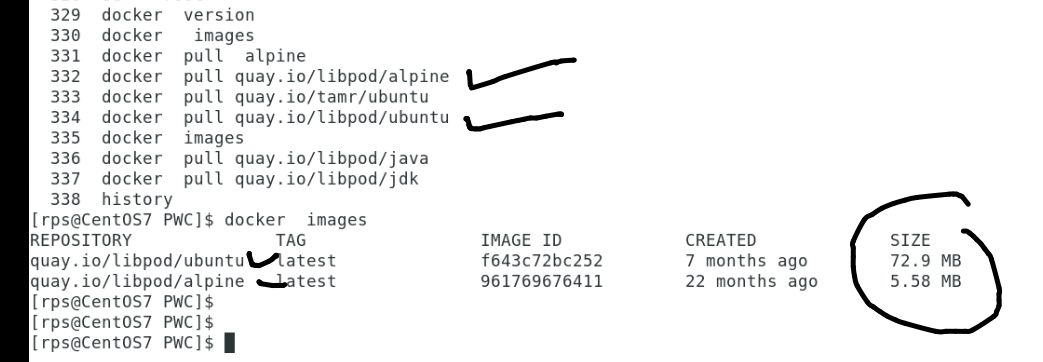 329 docker version
330 docker images
331 docker pull alpine
332 docker pull quay.io/libpod/alpine
333 docker pull quay.io/tamr/ubuntu
334 docker pull quay.io/libpod/ubuntu
335 docker images
336 docker pull quay.io/libpod/java
337 docker pull quay.io/libpod/jdk
338 history
[rps@CentOS7 PWC]$ docker images
REPOSITORY TAG IMAGE ID CREATED SIZE
quay.io/libpod/ubuntu latest f643c72bc252 7 months ago 72.9 MB
quay.io/libpod/alpine latest 961769676411 22 months ago 5.58 MB
[rps@CentOS7 PWC]$
[rps@CentOS7 PWC]$
[rps@CentOS7 PWC]$